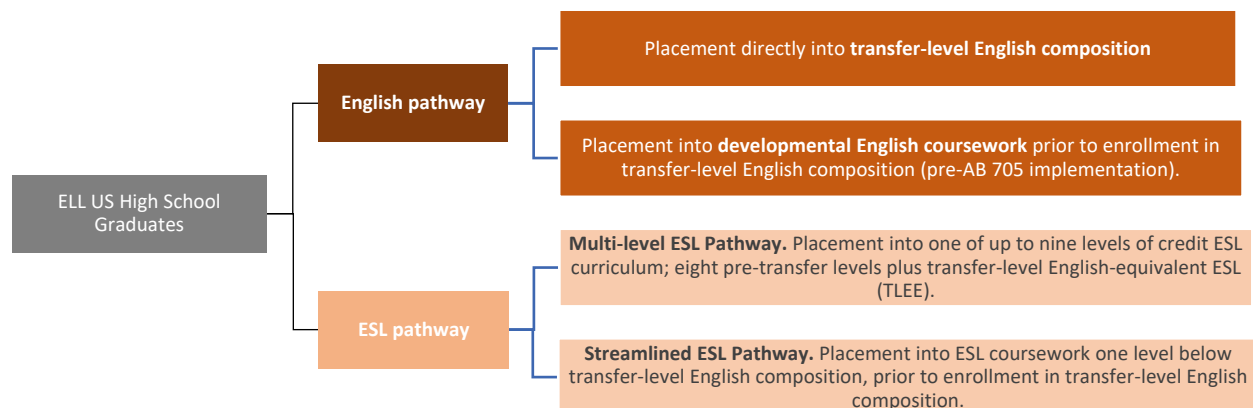 Placement directly into transfer-level English composition
English pathway
Placement into developmental English coursework prior to enrollment in
transfer-level English composition (pre-AB 705 implementation).
ELL US High School
Graduates
Multi-level ESL Pathway. Placement into one of up to nine levels of credit ESL
curriculum; eight pre-transfer levels plus transfer-level English-equivalent ESL
(TLEE).
ESL pathway
Streamlined ESL Pathway. Placement into ESL coursework one level below
transfer-level English composition, prior to enrollment in transfer-level English
composition.